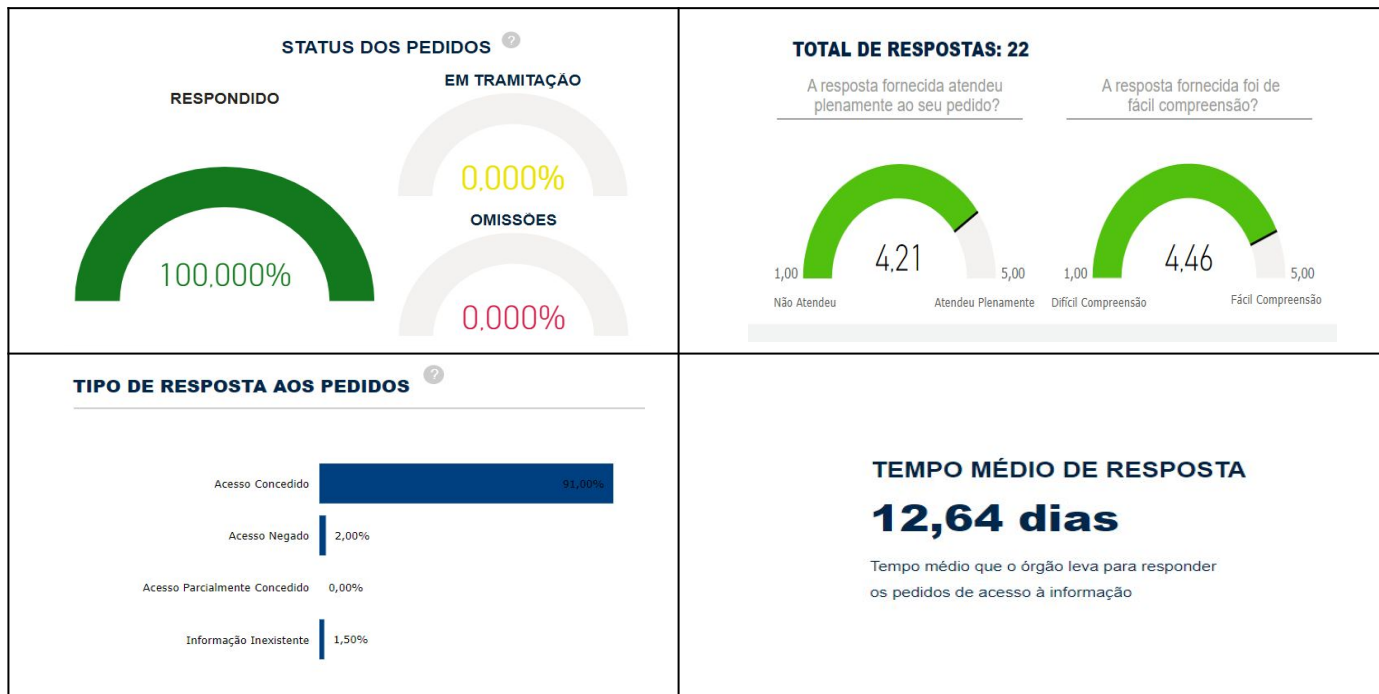 STATUS DOS PEDIDOS ?
RESPONDIDO
100,000%
EM TRAMITAÇÃO
0,000%
OMISSÕES
0,000%
TOTAL DE RESPOSTAS: 22
A resposta fornecida atendeu
plenamente ao seu pedido?
4,21
1,00
5,00
Não Atendeu
Atendeu Plenamente
A resposta fornecida foi de
fácil compreensão?
4,46
1,00
5,00
Difícil Compreensão
Fácil Compreensão
TIPO DE RESPOSTA AOS PEDIDOS ?
Acesso Concedido 91,00%
Acesso Negado 2,00%
Acesso Parcialmente Concedido 0,00%
Informação Inexistente 1,50%
TEMPO MÉDIO DE RESPOSTA
12,64 dias
Tempo médio que o órgão leva para responder
os pedidos de acesso à informação